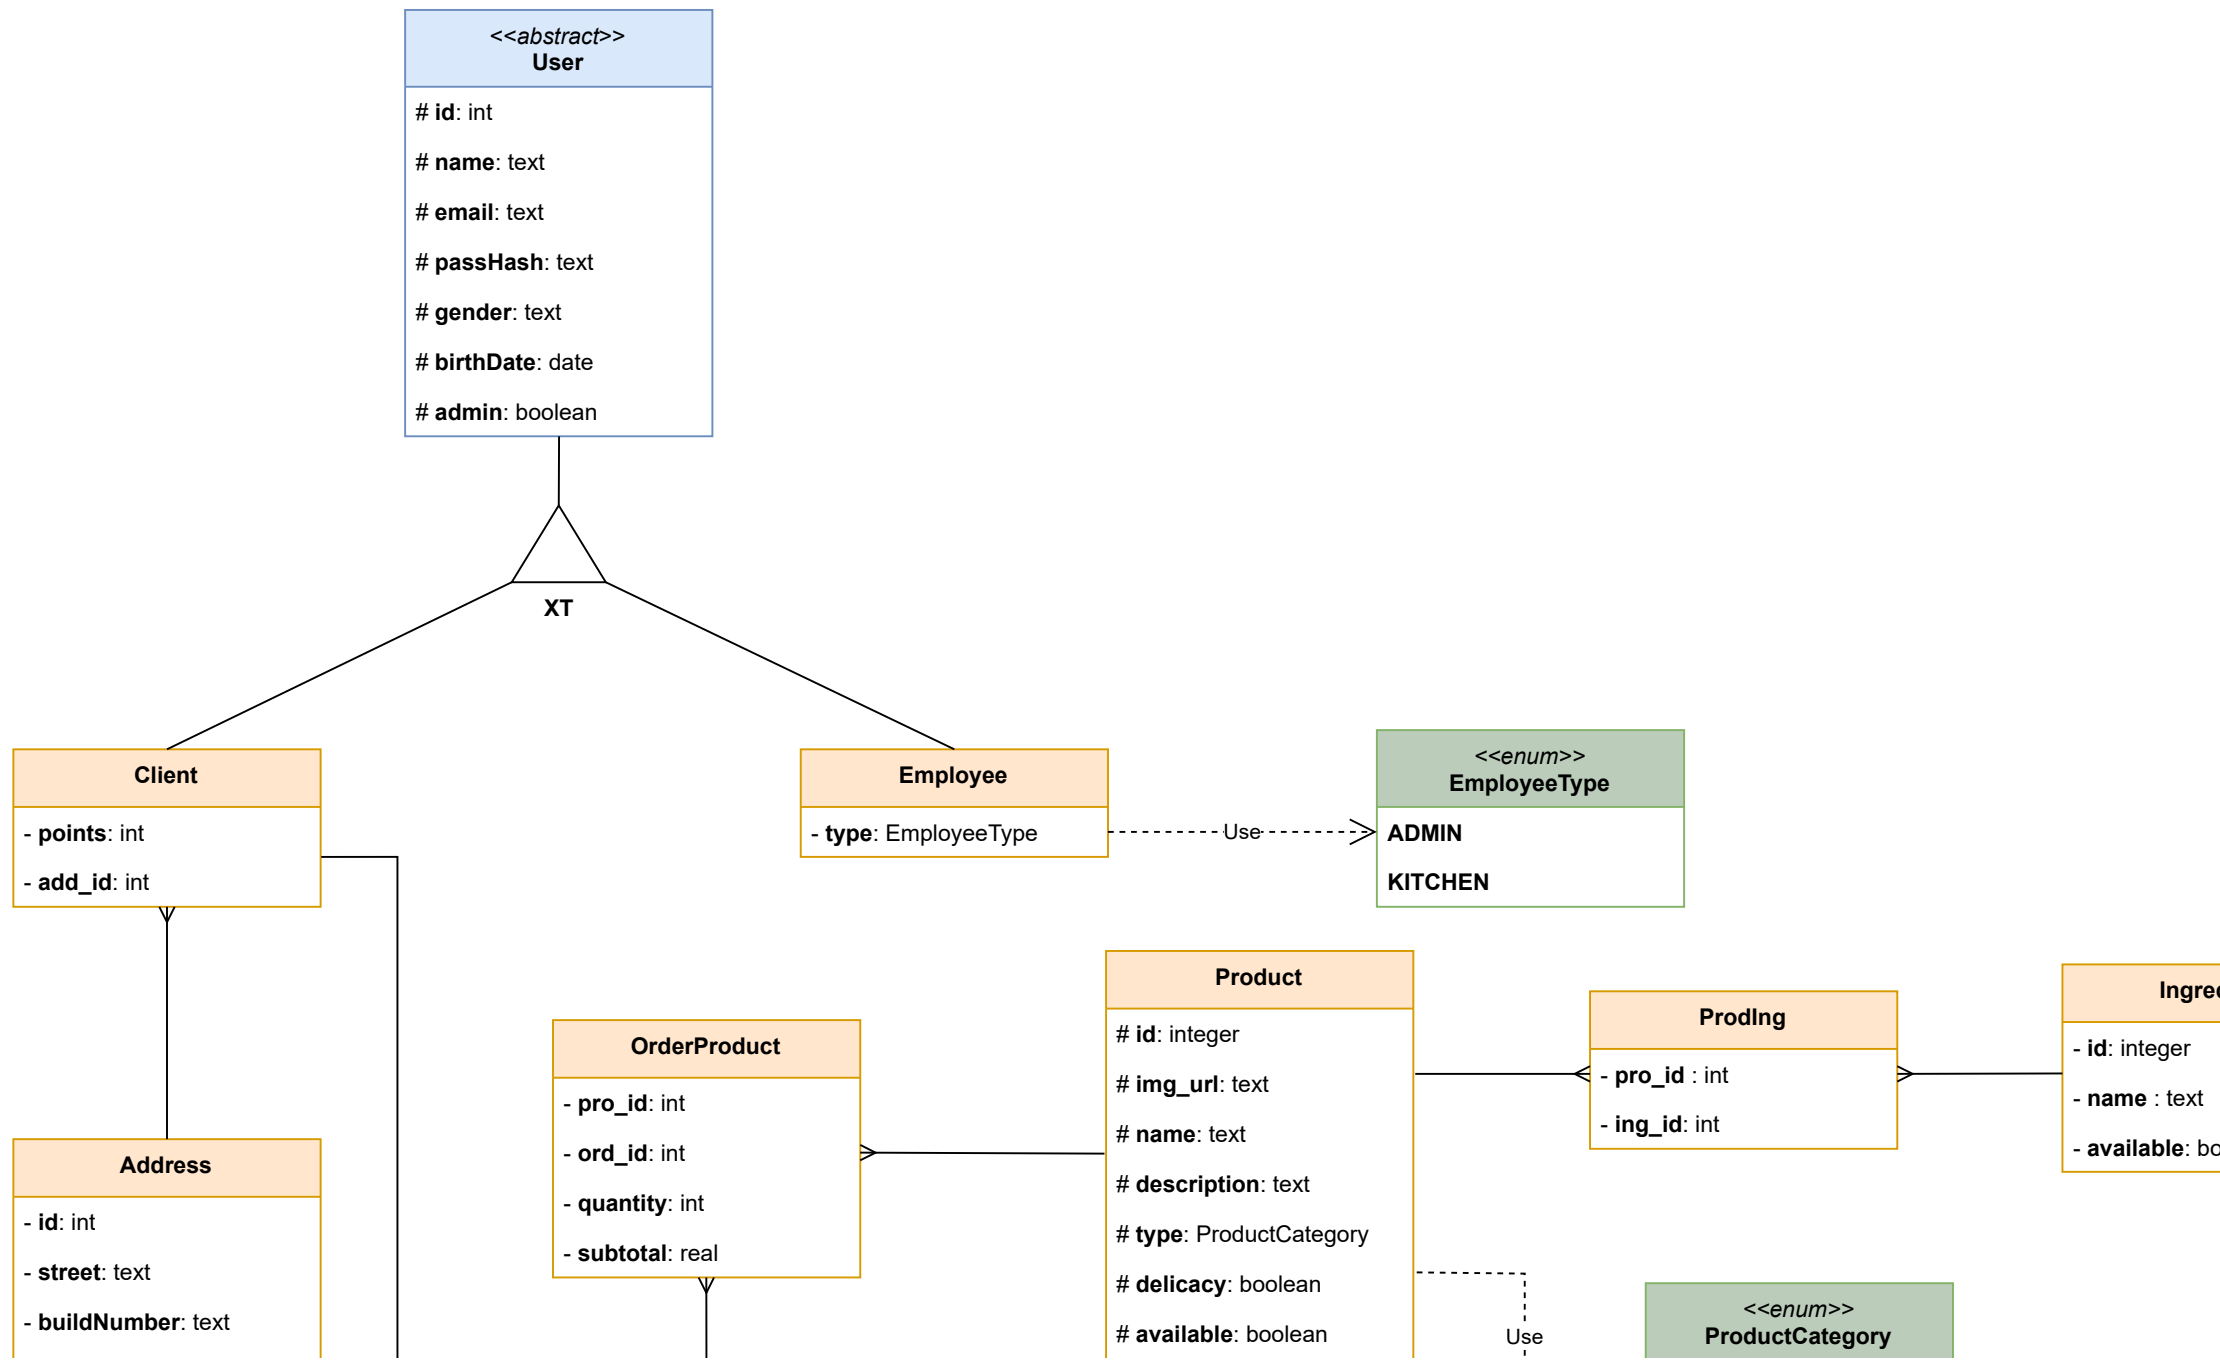 <<abstract>>
User
# id: int
# name: text
# email: text
# passHash: text
# gender: text
# birthDate: date
# admin: boolean
XT
Client
- points: int
- add_id: int
Employee
- type: EmployeeType
Use
<<enum>>
EmployeeType
ADMIN
KITCHEN
Address
- id: int
- street: text
- buildNumber: text
OrderProduct
- pro_id: int
- ord_id: int
- quantity: int
- subtotal: real
Product
# id: integer
# img_url: text
# name: text
# description: text
# type: ProductCategory
# delicacy: boolean
# available: boolean
Use
ProdIng
- pro_id : int
- ing_id: int
- id: integer
- name : text
- available:
<<enum>>
ProductCategory